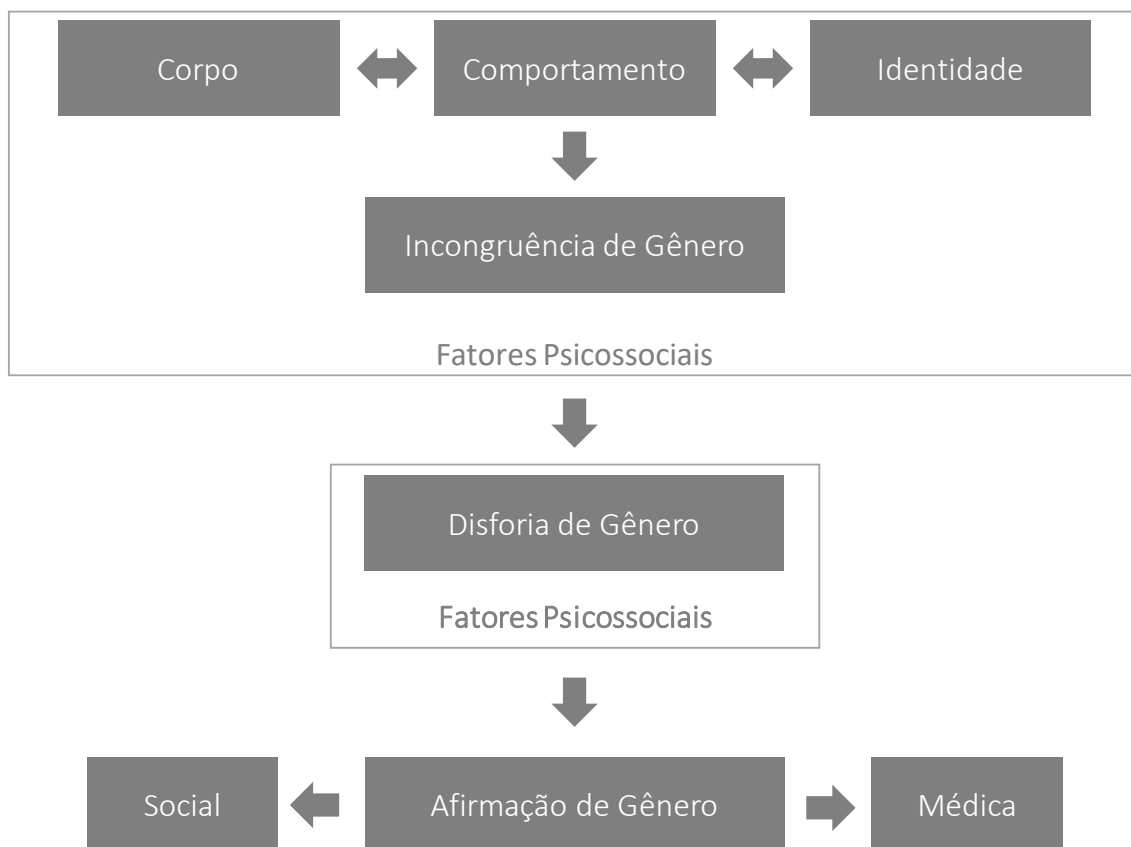 Corpo
Comportamento
Identidade
Incongruência de Gênero
Fatores Psicossociais
Disforia de Gênero
Fatores Psicossociais
Social
Afirmação de Gênero
Médica